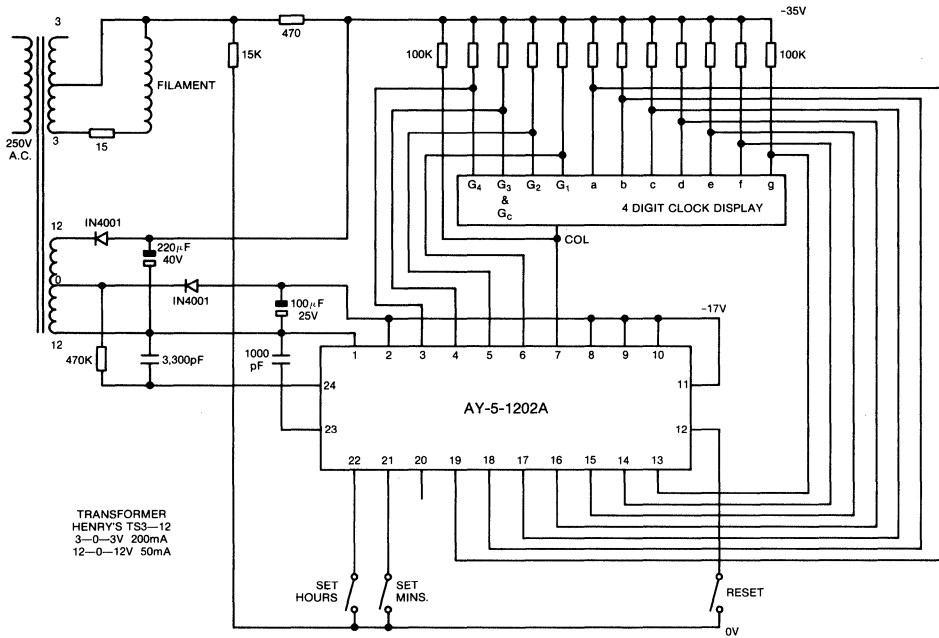 3
470
-35V
15K
100K
100K
FILAMENT
3
15
250V
A.C.
G4 G3 G2 G1 a b c d e f g
&
GC
4 DIGIT CLOCK DISPLAY
COL
12
IN4001
220µF
40V
0
IN4001
100µF
25V
-17V
12
470K
3,300pF
1000
pF
1 2 3 4 5 6 7 8 9 10
24
11
AY-5-1202A
23
12
22 21 20 19 18 17 16 15 14 13
TRANSFORMER
HENRY'S TS3—12
3—0—3V 200mA
12—0—12V 50mA
SET
HOURS
SET
MINS.
RESET
0V